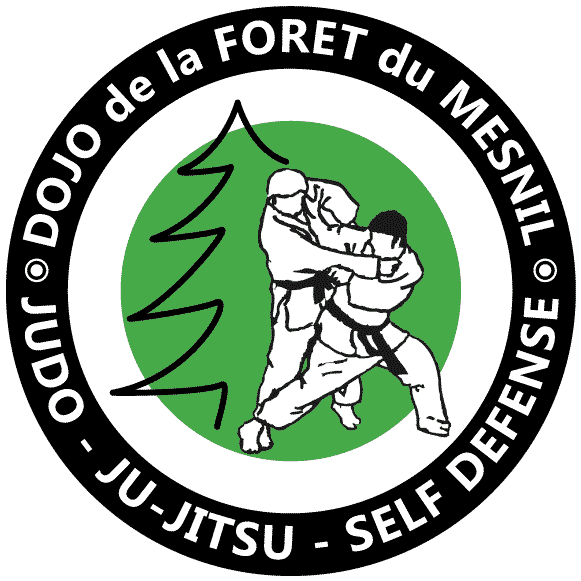 DOJO de la FORET du MESNIL
JUDO - JU-JITSU - SELF DEFENSE